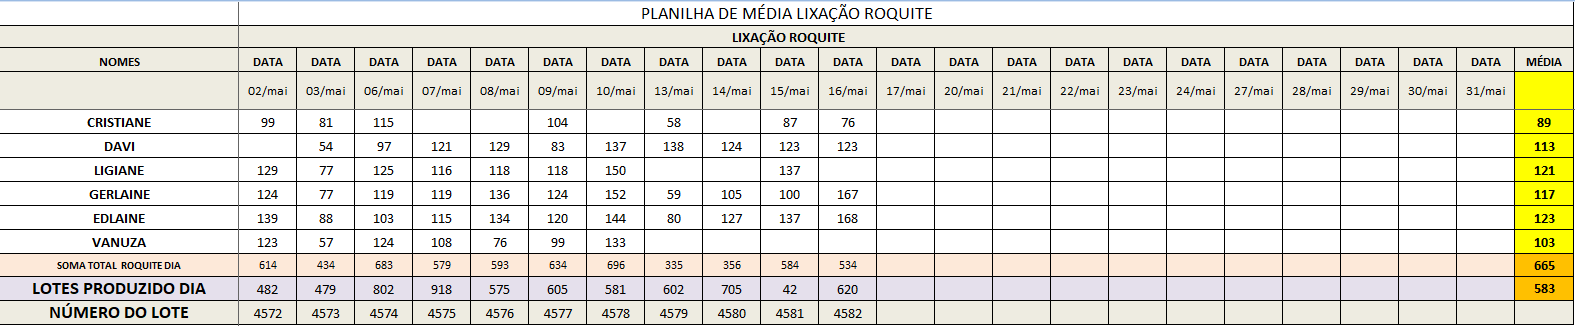 PLANILHA DE MÉDIA LIXAÇÃO ROQUITE
LIXAÇÃO ROQUITE
NOMES DATA DATA DATA DATA DATA DATA DATA DATA DATA DATA DATA DATA DATA DATA DATA DATA DATA DATA DATA DATA DATA DATA MÉDIA
02/mai 03/mai 06/mai 07/mai 08/mai 09/mai 10/mai 13/mai 14/mai 15/mai 16/mai 17/mai 20/mai 21/mai 22/mai 23/mai 24/mai 27/mai 28/mai 29/mai 30/mai 31/mai
CRISTIANE 99 81 115 104 58 87 76 89
DAVI 54 97 121 129 83 137 138 124 123 123 113
LIGIANE 129 77 125 116 118 118 150 137 121
GERLAINE 124 77 119 119 136 124 152 59 105 100 167 117
EDLAINE 139 88 103 115 134 120 144 80 127 137 168 123
VANUZA 123 57 124 108 76 99 133 103
SOMA TOTAL ROQUITE DIA 614 434 683 579 593 634 696 335 356 584 534 665
LOTES PRODUZIDO DIA 482 479 802 918 575 605 581 602 705 42 620 583
NÚMERO DO LOTE 4572 4573 4574 4575 4576 4577 4578 4579 4580 4581 4582